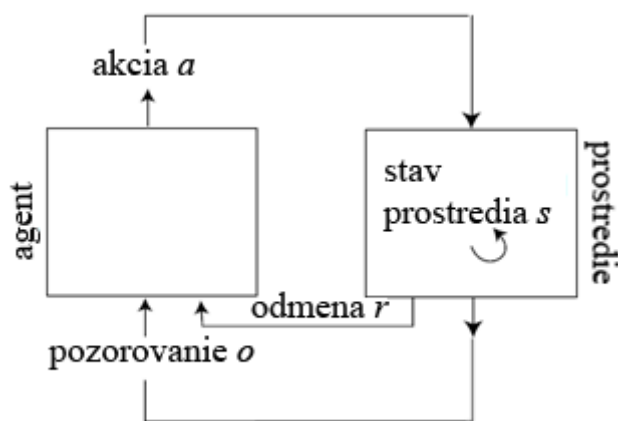 akcia a
agent
stav
prostredia s
prostredie
odmena r
pozorovanie o